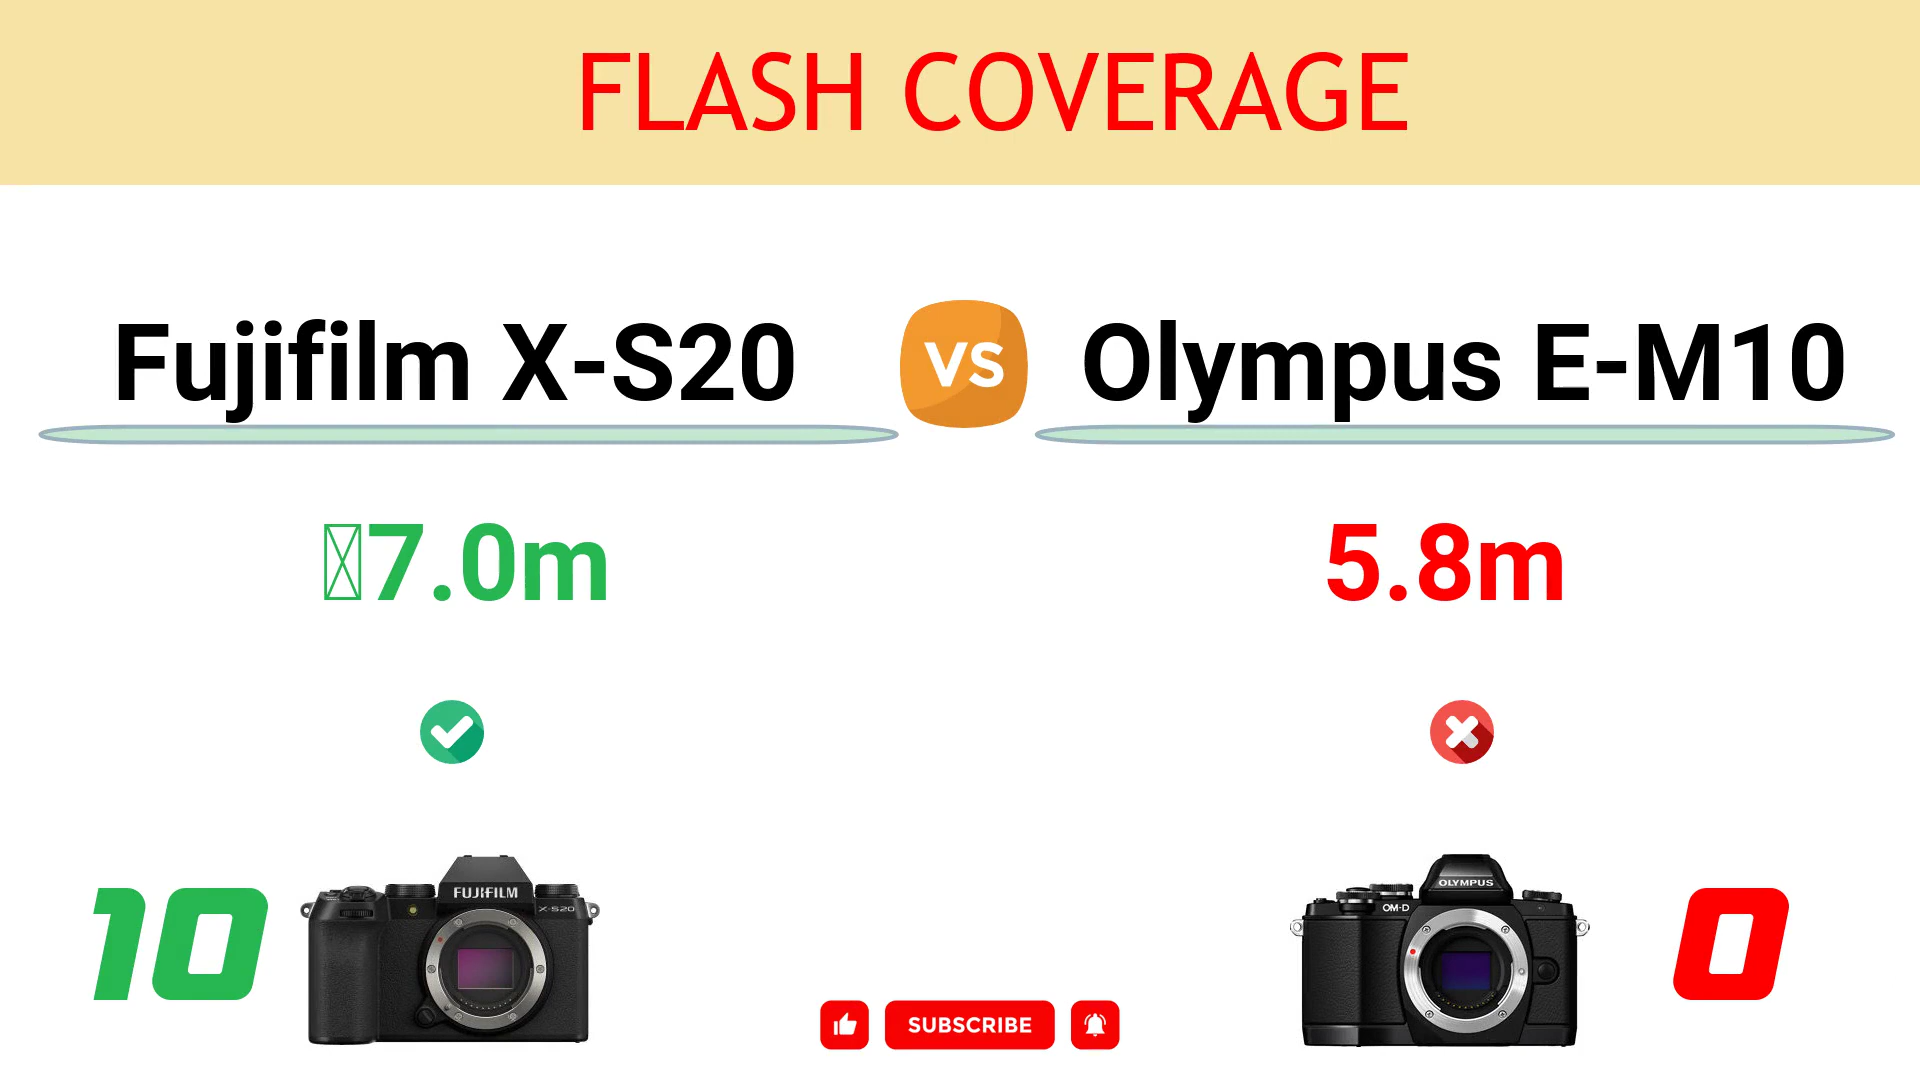 FLASH COVERAGE
Fujifilm X-S20
VS
Olympus E-M10
7.0m
5.8m
10
FUJIFILM
X-S20
OLYMPUS
OM-D
0
SUBSCRIBE